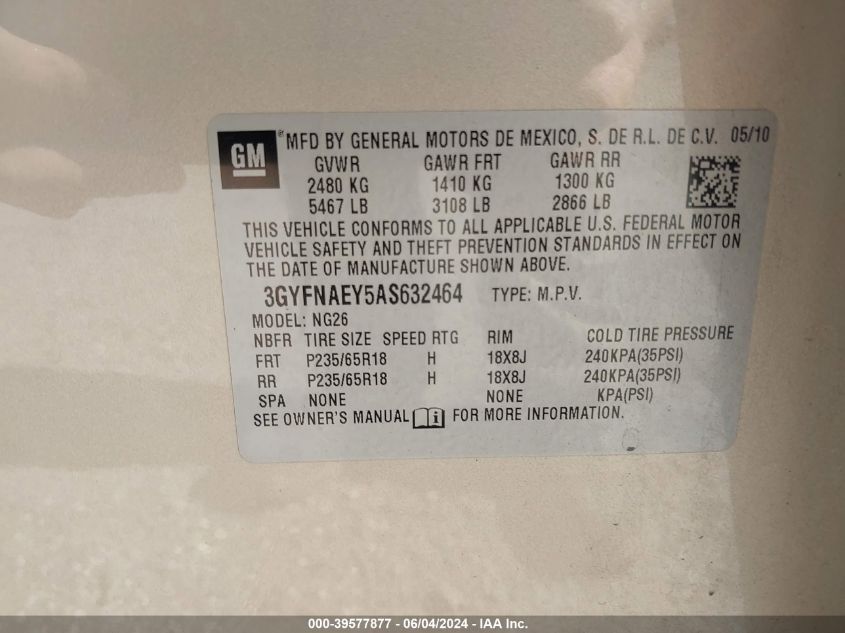 GM ® MFD BY GENERAL MOTORS DE MEXICO, S. DE R.L. DE C.V. 05/10
GVWR GAWR FRT GAWR RR
2480 KG 1410 KG 1300 KG
5467 LB 3108 LB 2866 LB
THIS VEHICLE CONFORMS TO ALL APPLICABLE U.S. FEDERAL MOTOR
VEHICLE SAFETY AND THEFT PREVENTION STANDARDS IN EFFECT ON
THE DATE OF MANUFACTURE SHOWN ABOVE.
3GYFNAEY5AS632464 TYPE: M.P.V.
MODEL: NG26
NBFR TIRE SIZE SPEED RTG RIM COLD TIRE PRESSURE
FRT P235/65R18 H 18X8J 240KPA(35PSI)
RR P235/65R18 H 18X8J 240KPA(35PSI)
SPA NONE NONE KPA(PSI)
SEE OWNER'S MANUAL i FOR MORE INFORMATION.
000-39577877 - 06/04/2024 - IAA Inc.